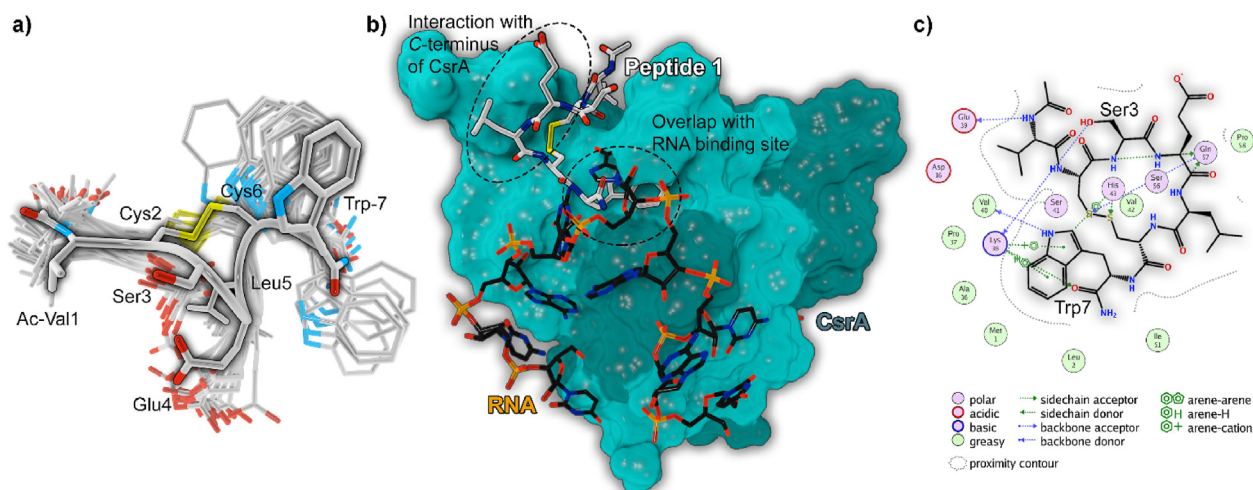 a)
Cys2
Cys6
Trp-7
Ser3
Leu5
Ac-Val1
Glu4
b)
Interaction with
C-terminus
of CsrA
Peptide 1
Overlap with
RNA binding site
CsrA
RNA
c)
Ser3
Glu
39
Asp
16
Val
40
Pro
37
Lys
38
Ala
36
Met
1
Leu
2
Ile
51
Ser
41
His
43
Val
42
Ser
56
Gln
57
Pro
58
Trp7
O
O
O
O
O
O
O
O
O
O⁻
HO
N
H
N
H
N
H
N
H
N
H
S
S
NH₂
H
+
polar
acidic
basic
greasy
proximity contour
sidechain acceptor
sidechain donor
backbone acceptor
backbone donor
arene-arene
H arene-H
+ arene-cation